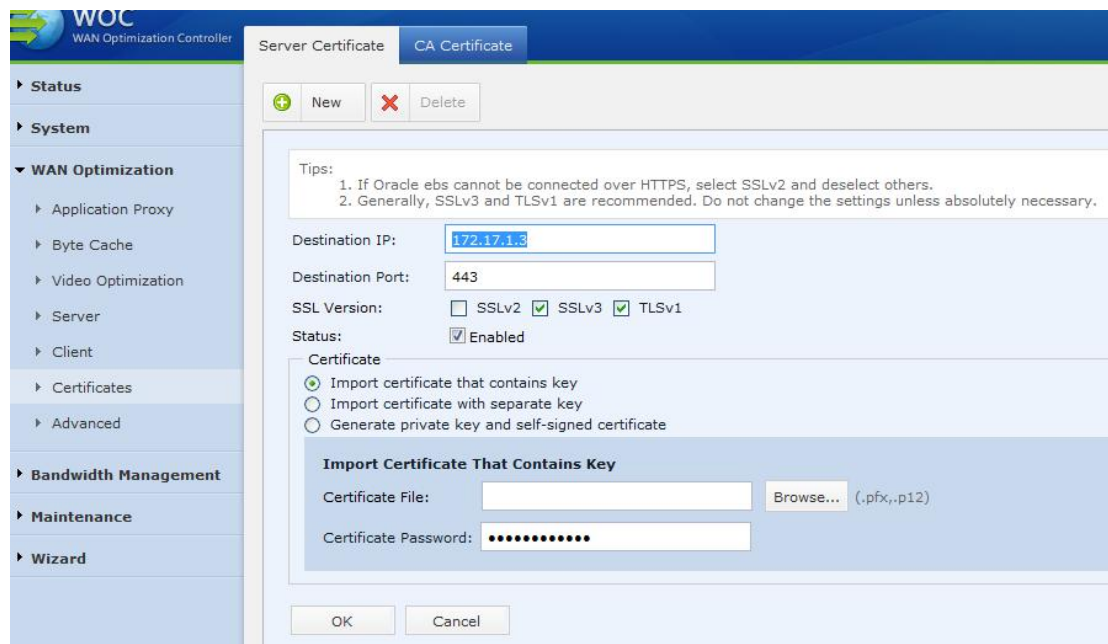 WOC
WAN Optimization Controller
Server Certificate
CA Certificate
Status
System
WAN Optimization
Application Proxy
Byte Cache
Video Optimization
Server
Client
Certificates
Advanced
Bandwidth Management
Maintenance
Wizard
New
Delete
Tips:
1. If Oracle ebs cannot be connected over HTTPS, select SSLv2 and deselect others.
2. Generally, SSLv3 and TLSv1 are recommended. Do not change the settings unless absolutely necessary.
Destination IP: 172.17.1.3
Destination Port: 443
SSL Version: SSLv2 SSLv3 TLSv1
Status: Enabled
Certificate
Import certificate that contains key
Import certificate with separate key
Generate private key and self-signed certificate
Import Certificate That Contains Key
Certificate File: Browse... (.pfx,.p12)
Certificate Password: ••••••••••••
OK Cancel